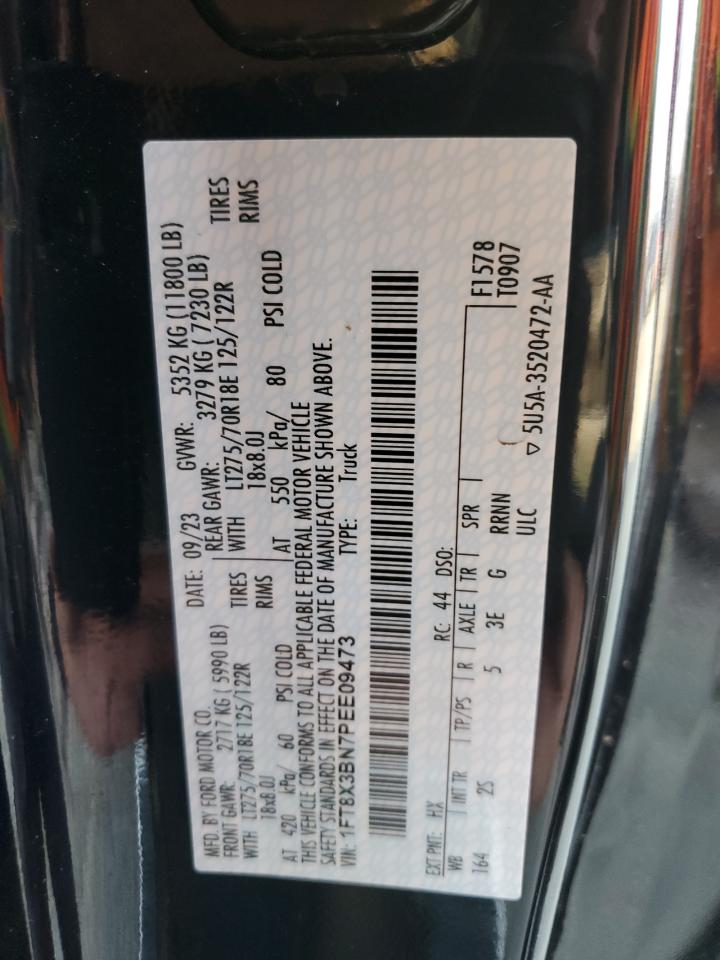 MFD. BY FORD MOTOR CO.
DATE: 09/23 GVWR: 5352 KG (11800 LB)
FRONT GAWR: 2717 KG ( 5990 LB) REAR GAWR: 3279 KG ( 7230 LB)
WITH LT275/70R18E 125/122R TIRES WITH LT275/70R18E 125/122R TIRES
18x8.0J RIMS 18x8.0J RIMS
AT 420 kPa/ 60 PSI COLD AT 550 kPa/ 80 PSI COLD
THIS VEHICLE CONFORMS TO ALL APPLICABLE FEDERAL MOTOR VEHICLE
SAFETY STANDARDS IN EFFECT ON THE DATE OF MANUFACTURE SHOWN ABOVE.
VIN: 1FT8X3BN7PEE09473 TYPE: Truck
EXT PNT: HX RC: 44 DSO:
WB INT TR TP/PS R AXLE TR SPR F1578
164 2S 5 3E G RRNN T0907
ULC ▽ 5U5A-3520472-AA